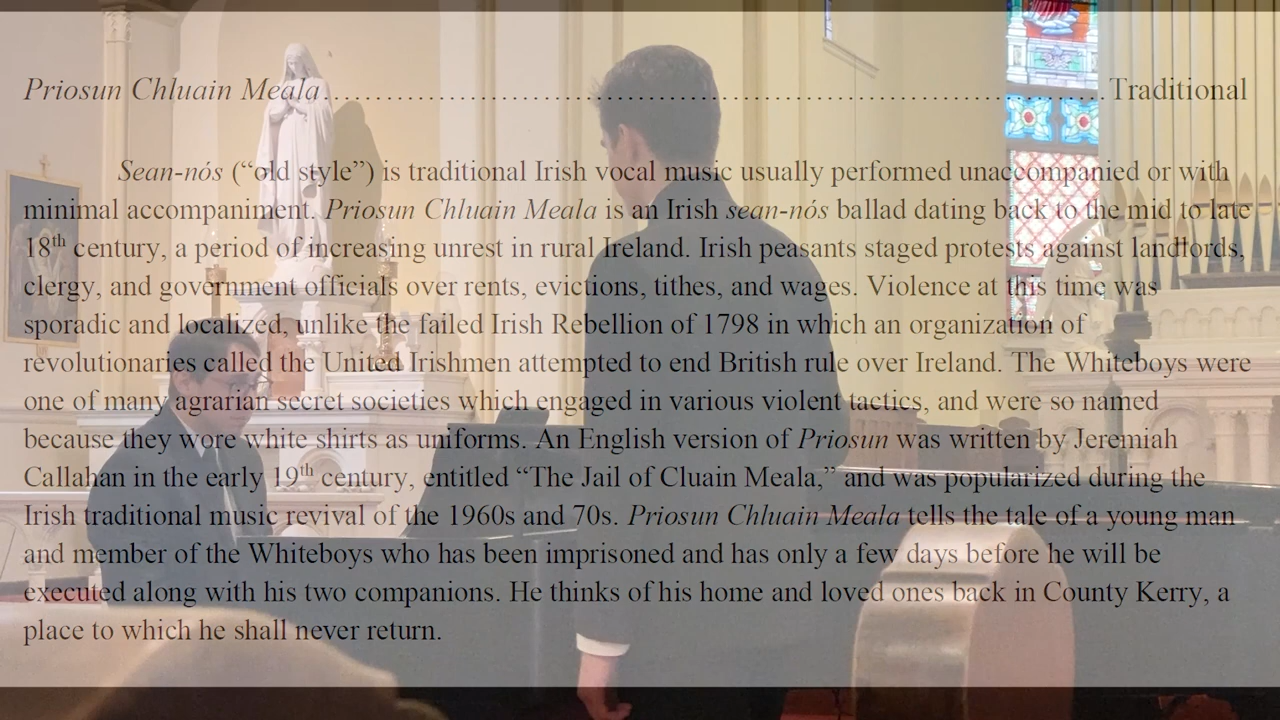 Priosun Chluain Meala.......................................................................................Traditional
Sean-nós (“old style”) is traditional Irish vocal music usually performed unaccompanied or with
minimal accompaniment. Priosun Chluain Meala is an Irish sean-nós ballad dating back to the mid to late
18th century, a period of increasing unrest in rural Ireland. Irish peasants staged protests against landlords,
clergy, and government officials over rents, evictions, tithes, and wages. Violence at this time was
sporadic and localized, unlike the failed Irish Rebellion of 1798 in which an organization of
revolutionaries called the United Irishmen attempted to end British rule over Ireland. The Whiteboys were
one of many agrarian secret societies which engaged in various violent tactics, and were so named
because they wore white shirts as uniforms. An English version of Priosun was written by Jeremiah
Callahan in the early 19th century, entitled “The Jail of Cluain Meala,” and was popularized during the
Irish traditional music revival of the 1960s and 70s. Priosun Chluain Meala tells the tale of a young man
and member of the Whiteboys who has been imprisoned and has only a few days before he will be
executed along with his two companions. He thinks of his home and loved ones back in County Kerry, a
place to which he shall never return.